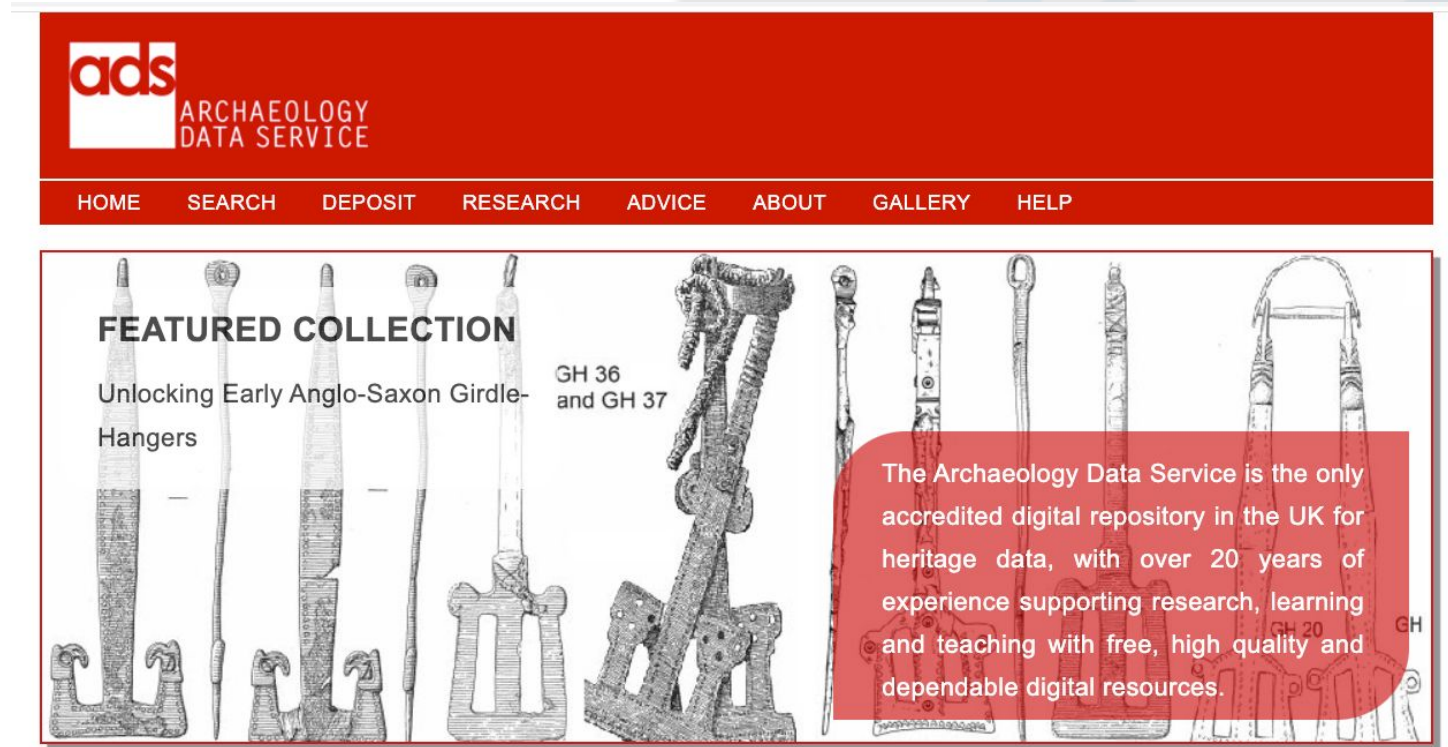 ads
ARCHAEOLOGY
DATA SERVICE
HOME SEARCH DEPOSIT RESEARCH ADVICE ABOUT GALLERY HELP
FEATURED COLLECTION
Unlocking Early Anglo-Saxon Girdle-
Hangers
GH 36
and GH 37
The Archaeology Data Service is the only
accredited digital repository in the UK for
heritage data, with over 20 years of
experience supporting research, learning
and teaching with free, high quality and
dependable digital resources.
GH 20
GH